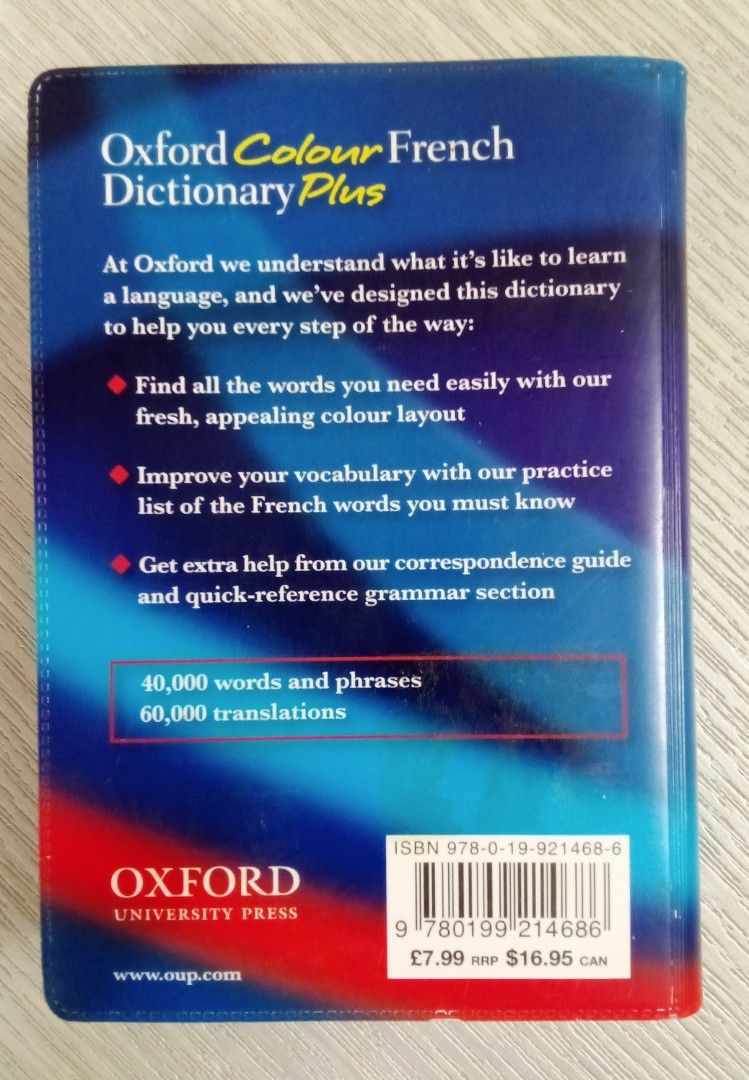 Oxford Colour French
Dictionary Plus
At Oxford we understand what it's like to learn
a language, and we've designed this dictionary
to help you every step of the way:
Find all the words you need easily with our
fresh, appealing colour layout
Improve your vocabulary with our practice
list of the French words you must know
Get extra help from our correspondence guide
and quick-reference grammar section
40,000 words and phrases
60,000 translations
OXFORD
UNIVERSITY PRESS
www.oup.com
ISBN 978-0-19-921468-6
9 780199 214686
£7.99 RRP $16.95 CAN